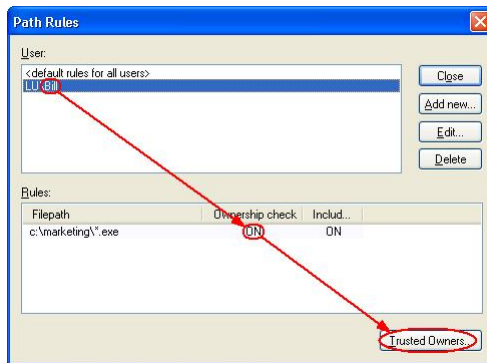 Path Rules
User:
<default rules for all users>
LU\Bill
Close
Add new...
Edit...
Delete
Rules:
Filepath Ownership check Includ...
c:\marketing\*.exe ON ON
Trusted Owners...